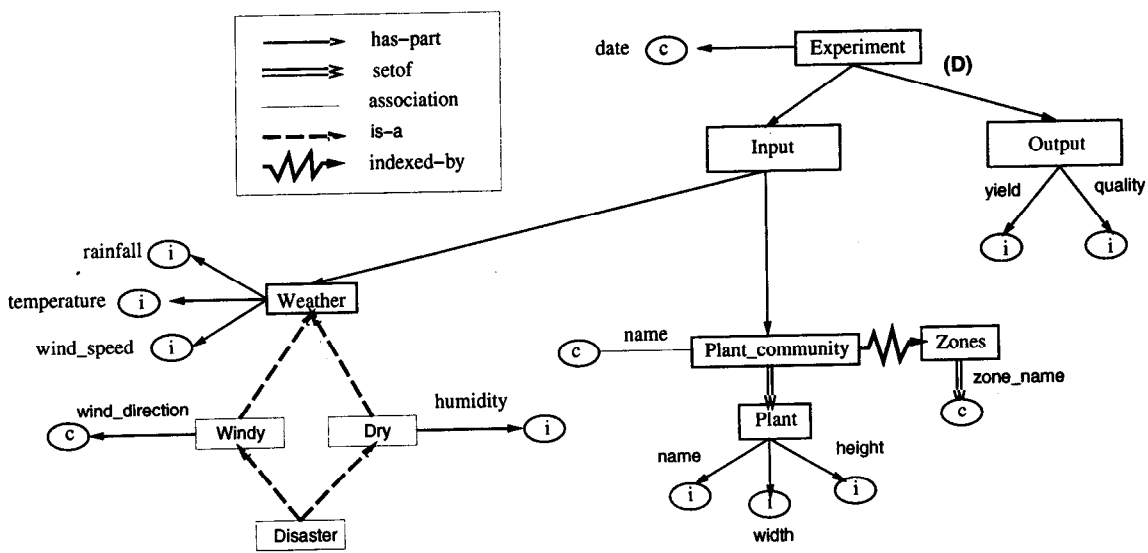 has-part
setof
association
is-a
indexed-by
date
c
Experiment
(D)
Input
Output
yield
quality
i
i
rainfall
i
temperature
i
wind_speed
i
Weather
name
c
Plant_community
Zones
zone_name
c
wind_direction
c
Windy
Dry
humidity
i
Plant
name
height
i
i
i
width
Disaster